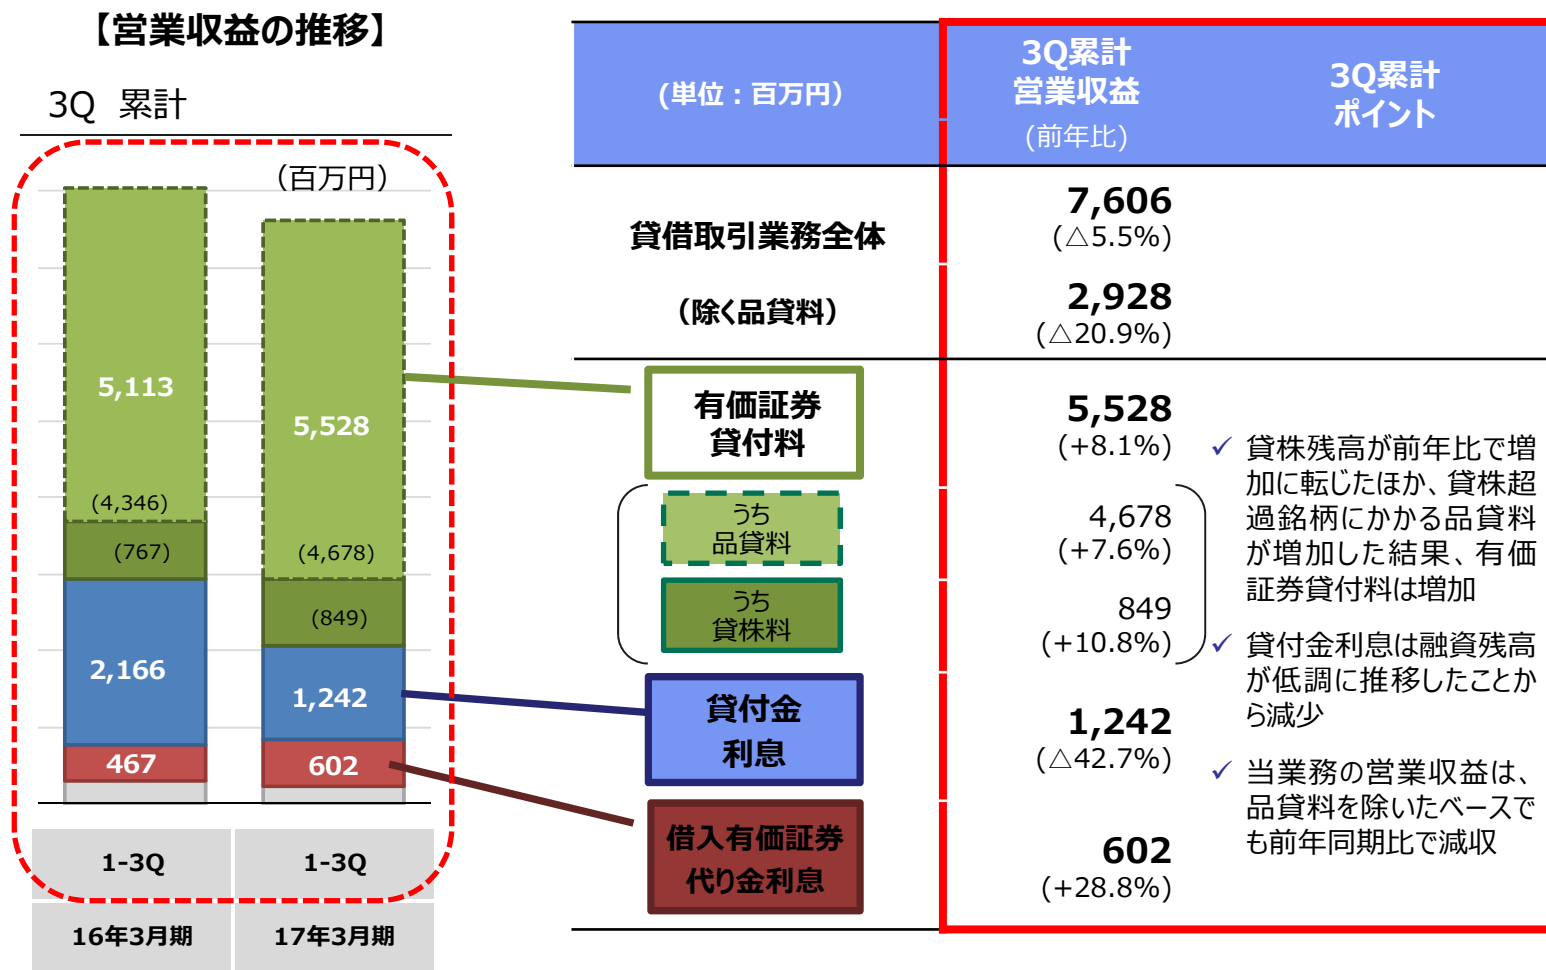 【営業収益の推移】
3Q 累計
（百万円）
5,113
(4,346)
(767)
2,166
467
5,528
(4,678)
(849)
1,242
602
1-3Q
1-3Q
16年3月期
17年3月期
(単位：百万円）
3Q累計
営業収益
(前年比)
3Q累計
ポイント
貸借取引業務全体
7,606
(△5.5%)
（除く品貸料）
2,928
(△20.9%)
有価証券
貸付料
5,528
(+8.1%)
うち
品貸料
4,678
(+7.6%)
うち
貸株料
849
(+10.8%)
貸付金
利息
1,242
(△42.7%)
借入有価証券
代り金利息
602
(+28.8%)
✓ 貸株残高が前年比で増
加に転じたほか、貸株超
過銘柄にかかる品貸料
が増加した結果、有価
証券貸付料は増加
✓ 貸付金利息は融資残高
が低調に推移したことか
ら減少
✓ 当業務の営業収益は、
品貸料を除いたベースで
も前年同期比で減収